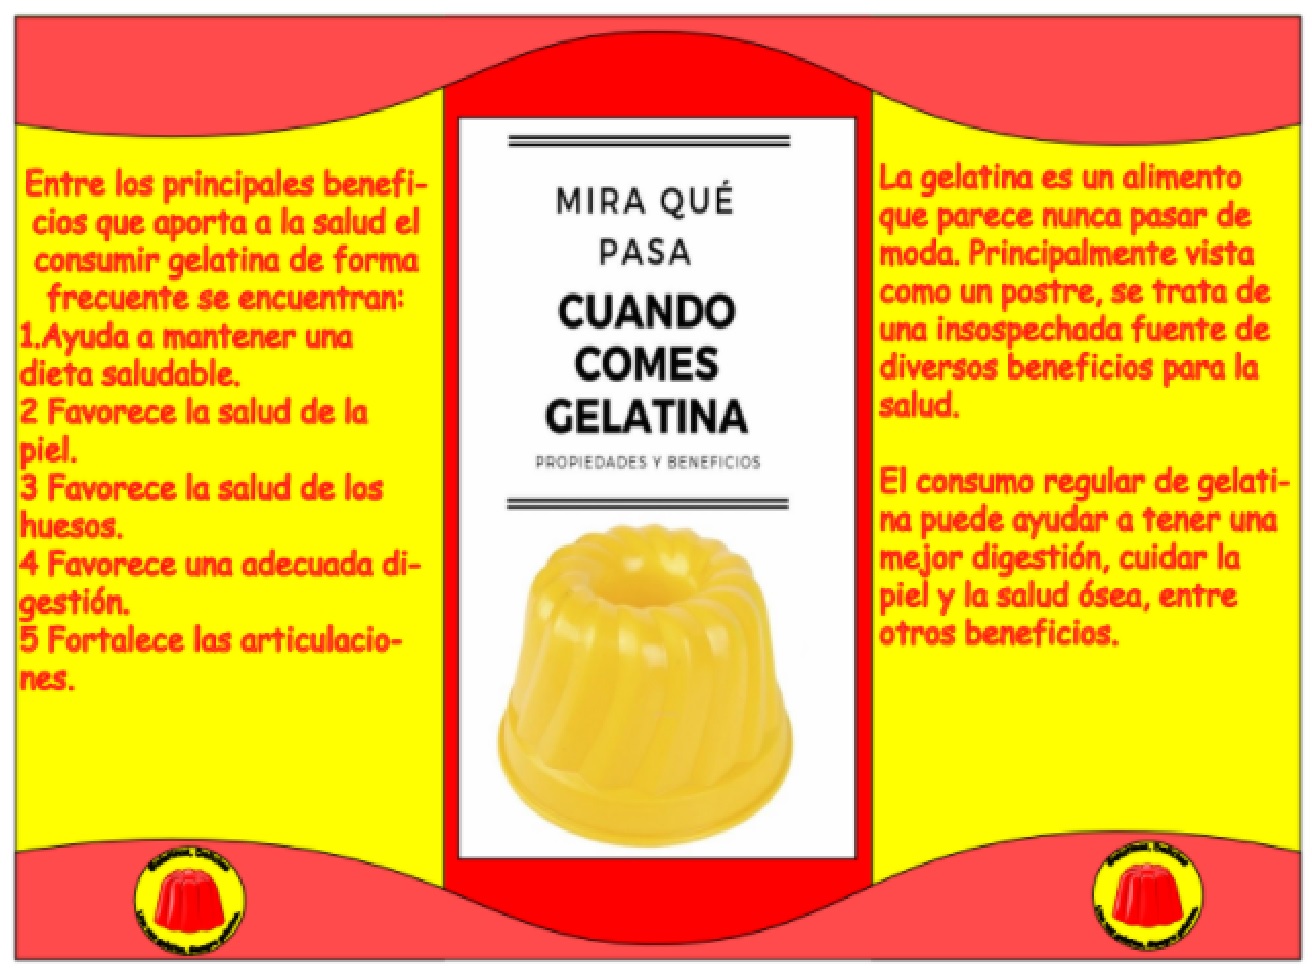 Entre los principales benefi-
cios que aporta a la salud el
consumir gelatina de forma
frecuente se encuentran:
1.Ayuda a mantener una
dieta saludable.
2 Favorece la salud de la
piel.
3 Favorece la salud de los
huesos.
4 Favorece una adecuada di-
gestión.
5 Fortalece las articulacio-
nes.
MIRA QUÉ
PASA
CUANDO
COMES
GELATINA
PROPIEDADES Y BENEFICIOS
La gelatina es un alimento
que parece nunca pasar de
moda. Principalmente vista
como un postre, se trata de
una insospechada fuente de
diversos beneficios para la
salud.
El consumo regular de gelati-
na puede ayudar a tener una
mejor digestión, cuidar la
piel y la salud ósea, entre
otros beneficios.